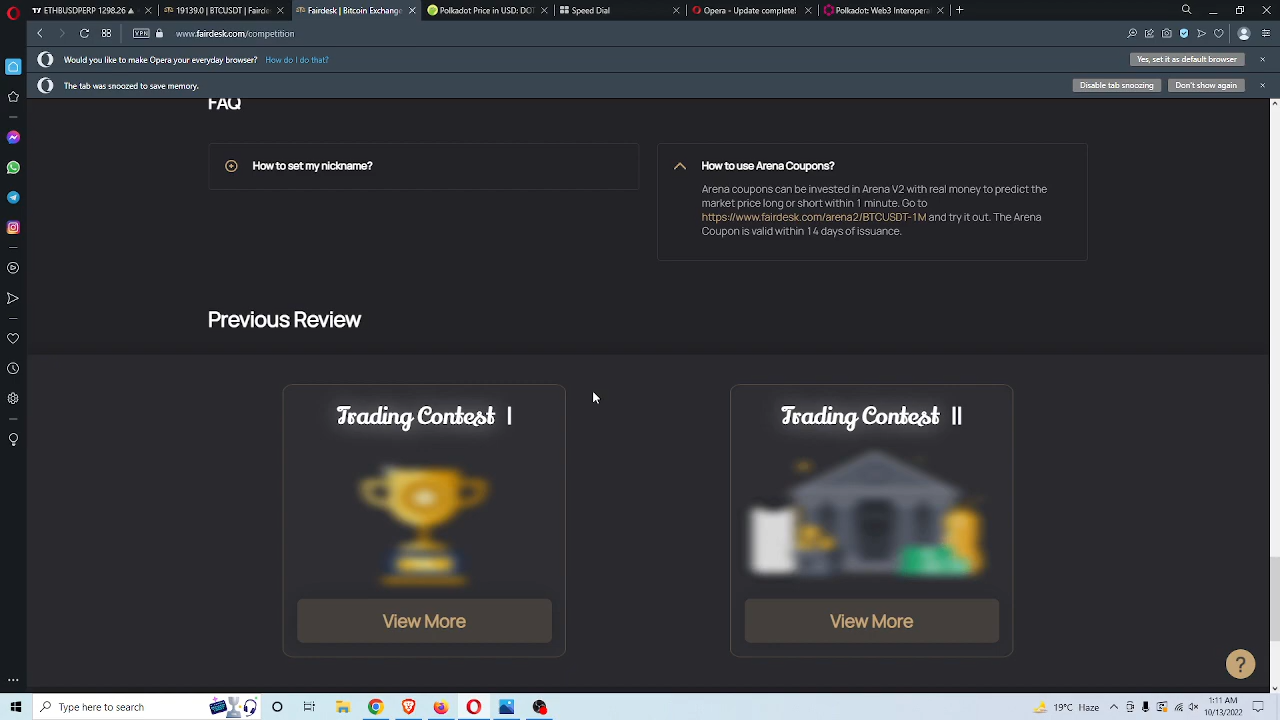 ETHBUSDPERP 1298.26 ▲
19139.0 | BTCUSDT | Fairdesk
Fairdesk | Bitcoin Exchange
Polkadot Price in USD: DOT
Speed Dial
Opera - Update complete!
Polkadot: Web3 Interopera
VPN
www.fairdesk.com/competition
Would you like to make Opera your everyday browser? How do I do that?
Yes, set it as default browser
The tab was snoozed to save memory.
Disable tab snoozing
Don't show again
FAQ
How to set my nickname?
How to use Arena Coupons?
Arena coupons can be invested in Arena V2 with real money to predict the
market price long or short within 1 minute. Go to
https://www.fairdesk.com/arena2/BTCUSDT-1M and try it out. The Arena
Coupon is valid within 14 days of issuance.
Previous Review
Trading Contest I
Trading Contest II
View More
View More
?
Type here to search
19°C Haze
1:11 AM
10/13/2022